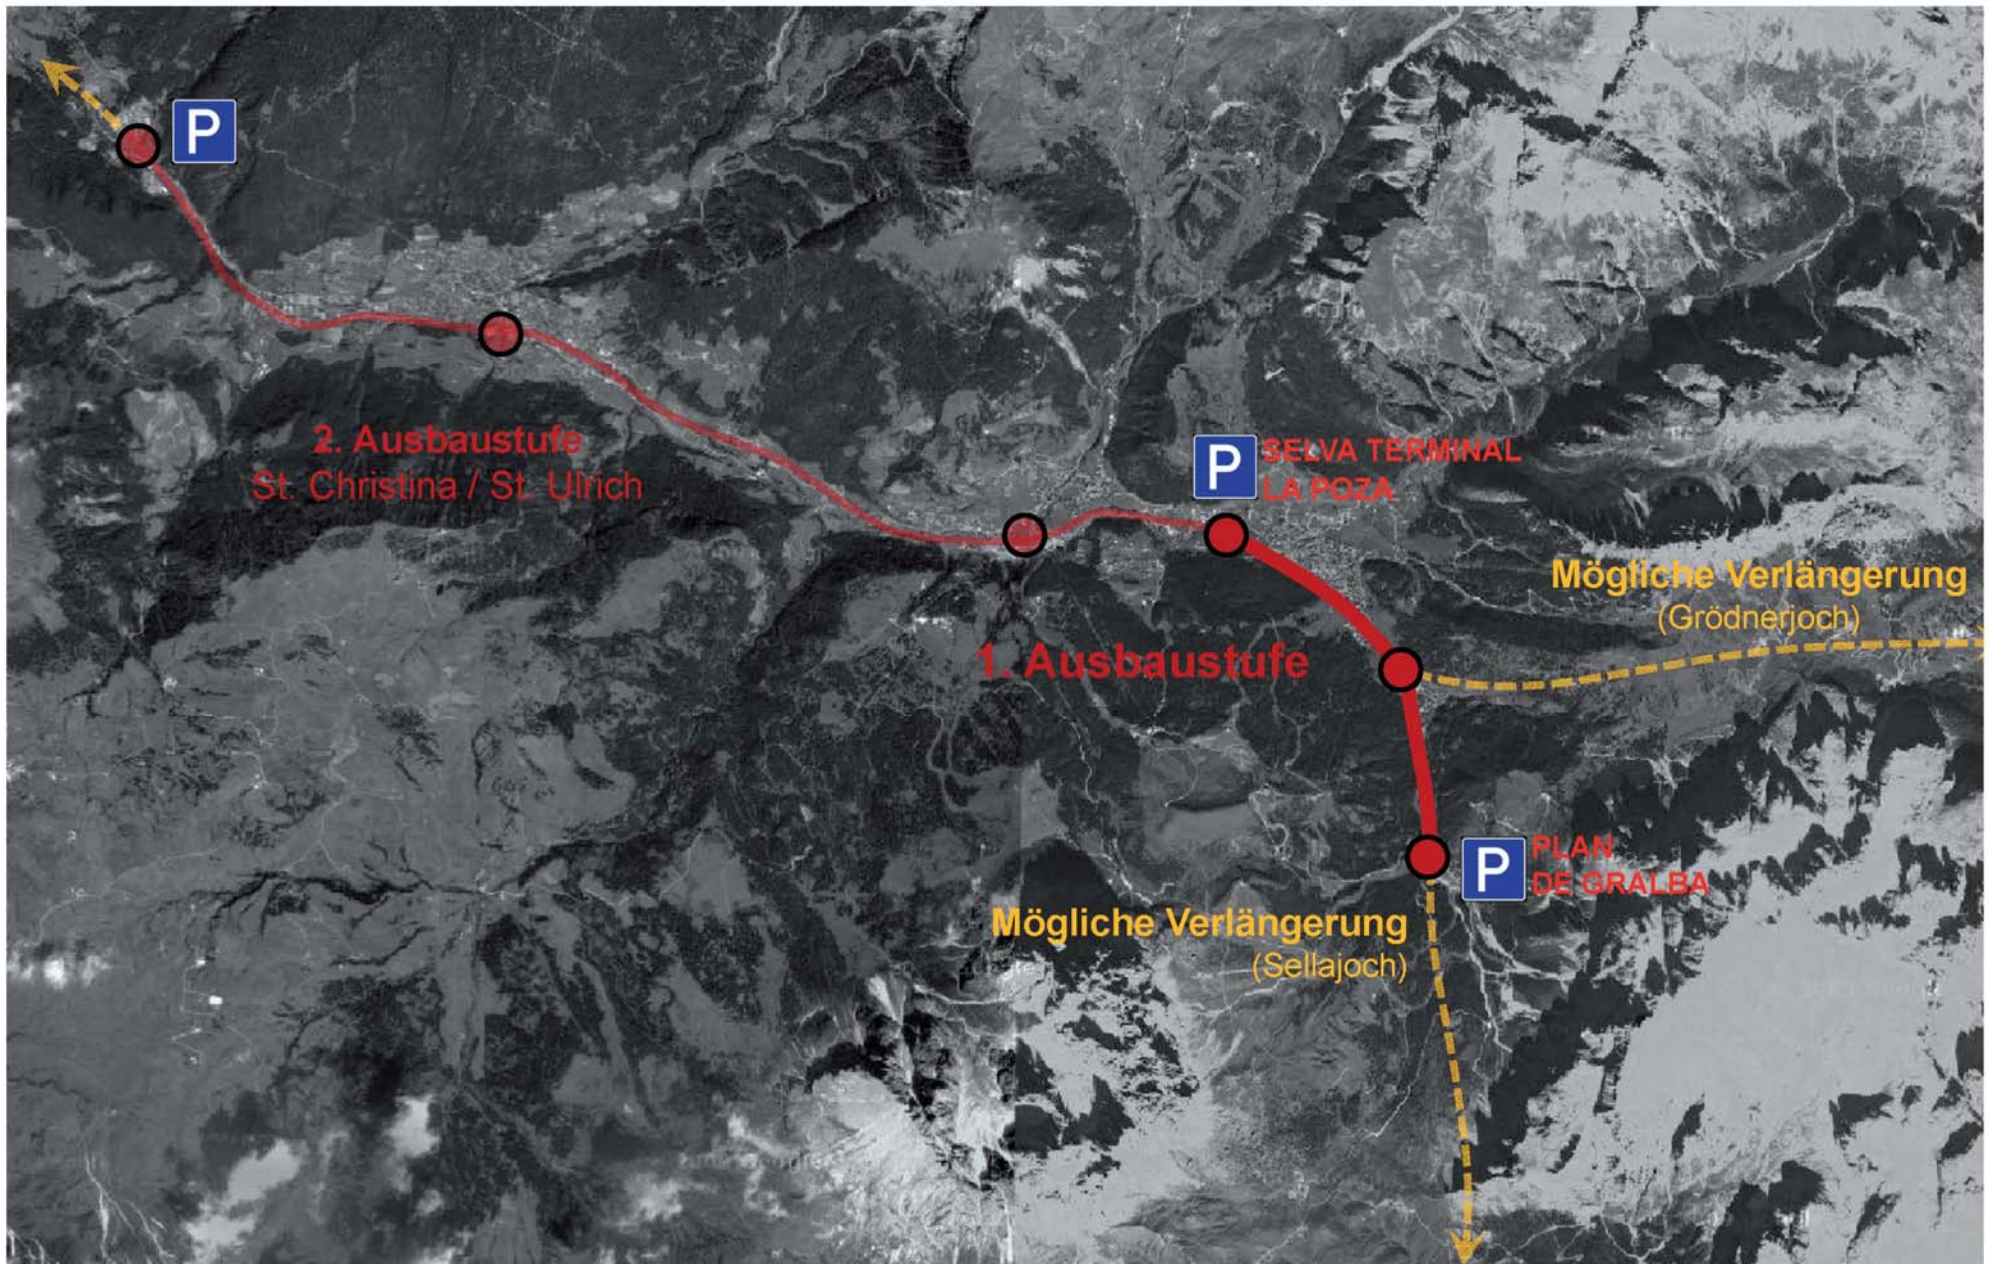 P
2. Ausbaustufe
St. Christina / St. Ulrich
P
SELVA TERMINAL
LA POZA
Mögliche Verlängerung
(Grödnerjoch)
1. Ausbaustufe
P
PLAN
DE GRALBA
Mögliche Verlängerung
(Sellajoch)